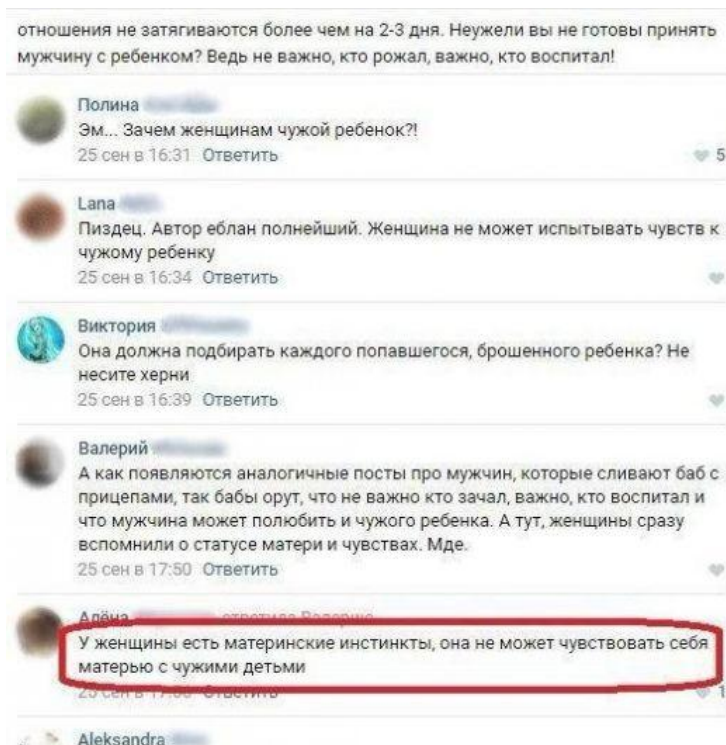 отношения не затягиваются более чем на 2-3 дня. Неужели вы не готовы принять
мужчину с ребенком? Ведь не важно, кто рожал, важно, кто воспитал!
Полина
Эм... Зачем женщинам чужой ребенок?!
25 сен в 16:31 Ответить
5
Lana
Пиздец. Автор еблан полнейший. Женщина не может испытывать чувств к
чужому ребенку
25 сен в 16:34 Ответить
Виктория
Она должна подбирать каждого попавшегося, брошенного ребенка? Не
несите херни
25 сен в 16:39 Ответить
Валерий
А как появляются аналогичные посты про мужчин, которые сливают баб с
прицепами, так бабы орут, что не важно кто зачал, важно, кто воспитал и
что мужчина может полюбить и чужого ребенка. А тут, женщины сразу
вспомнили о статусе матери и чувствах. Мде.
25 сен в 17:50 Ответить
Алёна ответила Валерию
У женщины есть материнские инстинкты, она не может чувствовать себя
матерью с чужими детьми
25 сен в Ответить
1
Aleksandra